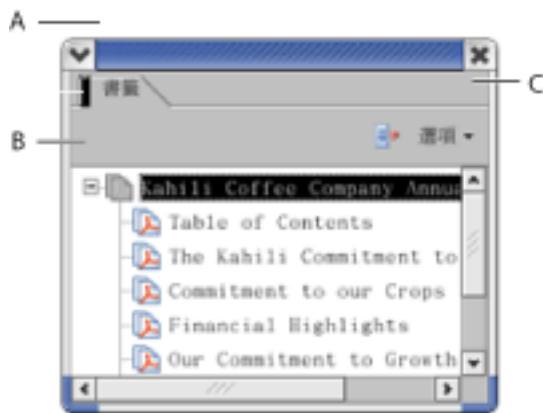 A
書籤
C
B
選項
Kahili Coffee Company Annua
Table of Contents
The Kahili Commitment to
Commitment to our Crops
Financial Highlights
Our Commitment to Growth